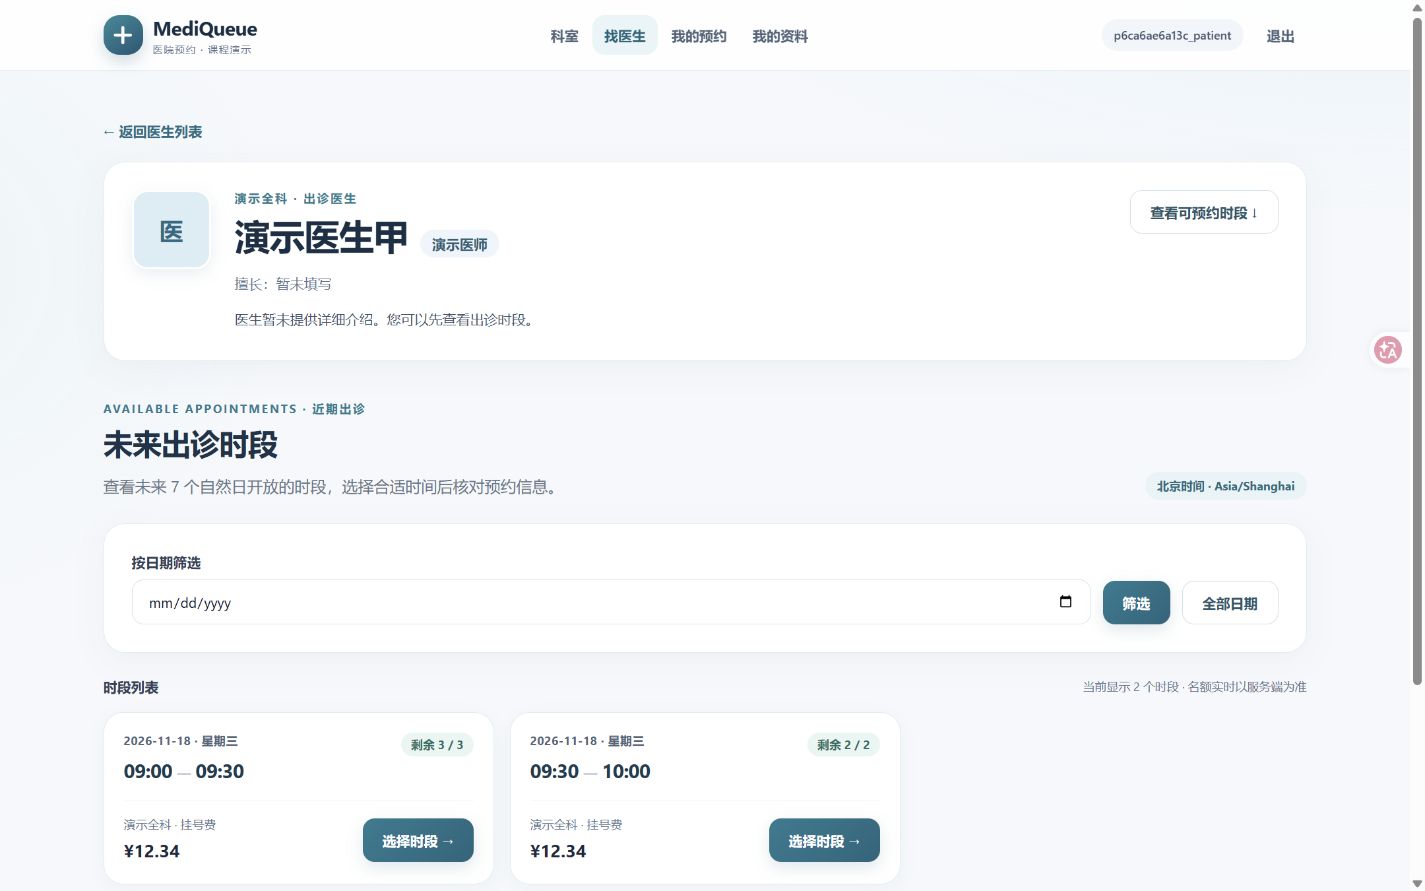 MediQueue
医院预约 · 课程演示
科室
找医生
我的预约
我的资料
p6ca6ae6a13c_patient
退出
← 返回医生列表
医
演示全科 · 出诊医生
演示医生甲
演示医师
擅长：暂未填写
医生暂未提供详细介绍。您可以先查看出诊时段。
查看可预约时段 ↓
AVAILABLE APPOINTMENTS · 近期出诊
未来出诊时段
查看未来 7 个自然日开放的时段，选择合适时间后核对预约信息。
北京时间 · Asia/Shanghai
按日期筛选
mm/dd/yyyy
筛选
全部日期
时段列表
当前显示 2 个时段 · 名额实时以服务端为准
2026-11-18 · 星期三
剩余 3 / 3
09:00 — 09:30
演示全科 · 挂号费
¥12.34
选择时段 →
2026-11-18 · 星期三
剩余 2 / 2
09:30 — 10:00
演示全科 · 挂号费
¥12.34
选择时段 →